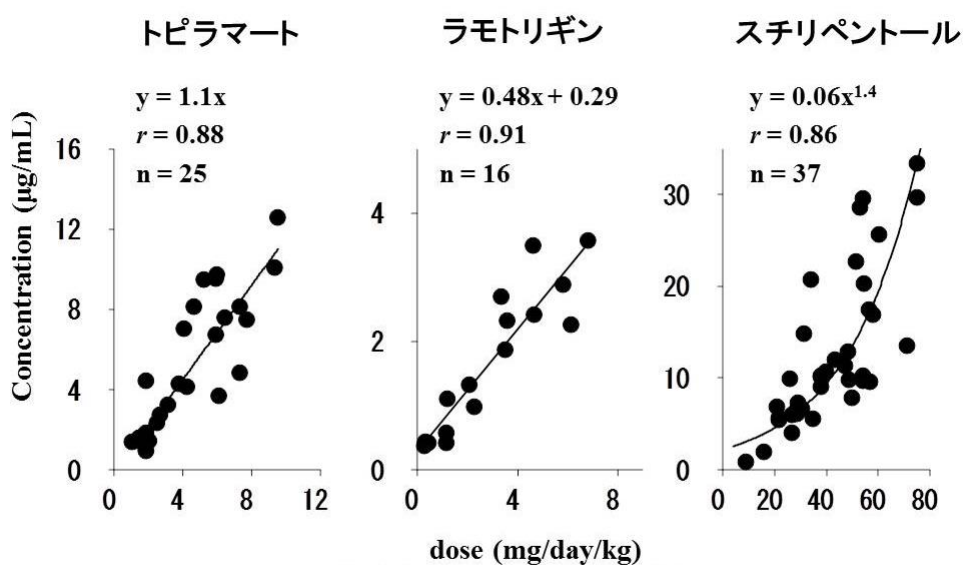 トピラマート
ラモトリギン
スチリペントール
y = 1.1x
r = 0.88
n = 25
y = 0.48x + 0.29
r = 0.91
n = 16
y = 0.06x^1.4
r = 0.86
n = 37
Concentration (μg/mL)
16
12
8
4
0
0 4 8 12
4
2
0
0 4 8
30
20
10
0
0 20 40 60 80
dose (mg/day/kg)